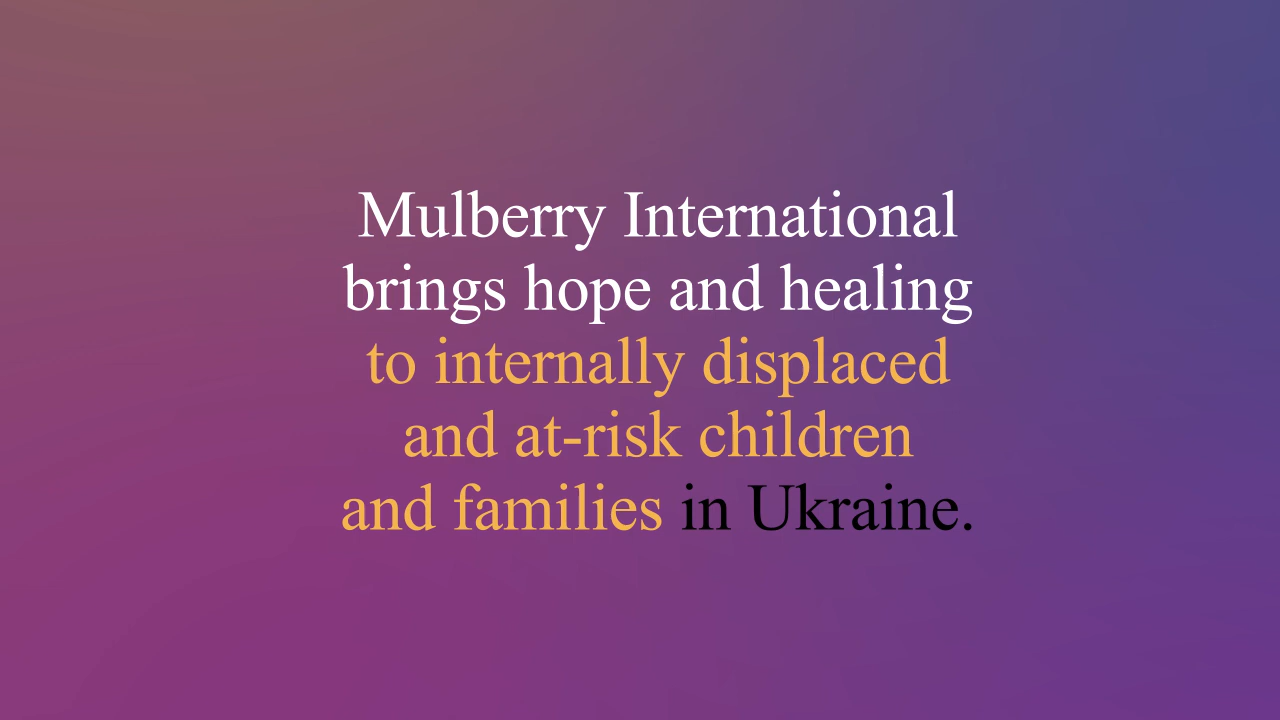 Mulberry International
brings hope and healing
to internally displaced
and at-risk children
and families in Ukraine.